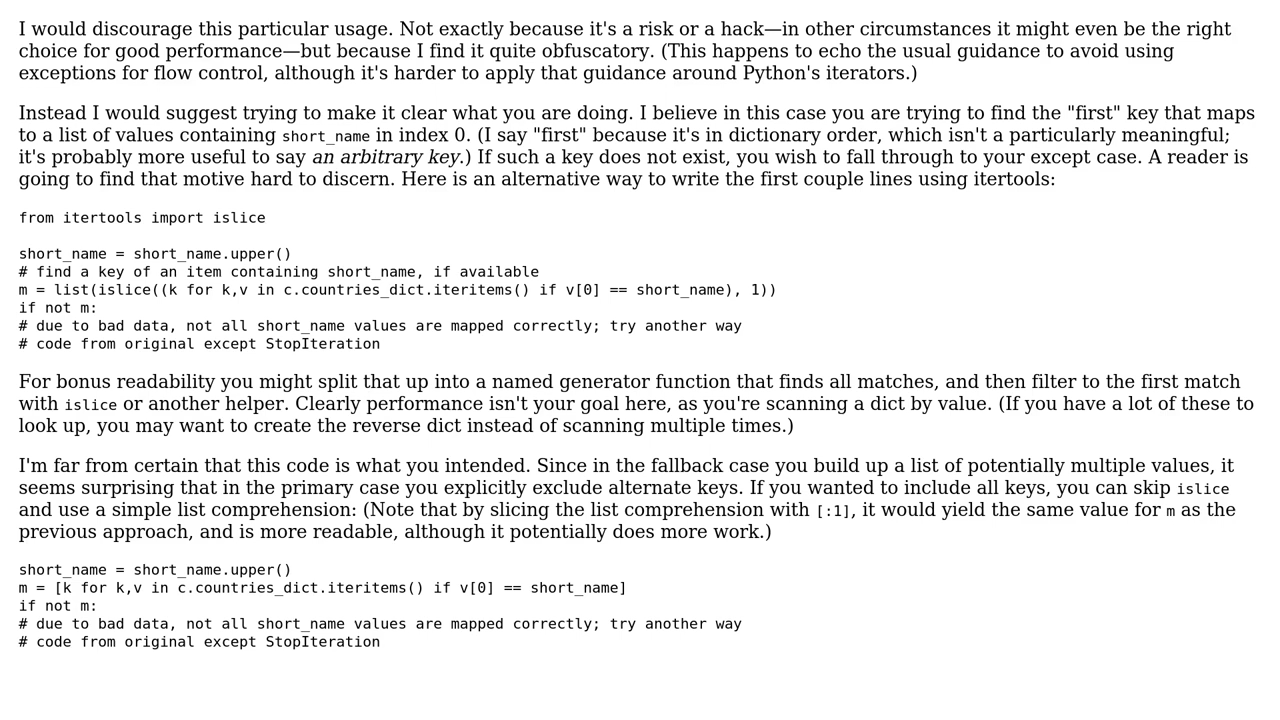 I would discourage this particular usage. Not exactly because it's a risk or a hack—in other circumstances it might even be the right
choice for good performance—but because I find it quite obfuscatory. (This happens to echo the usual guidance to avoid using
exceptions for flow control, although it's harder to apply that guidance around Python's iterators.)
Instead I would suggest trying to make it clear what you are doing. I believe in this case you are trying to find the "first" key that maps
to a list of values containing short_name in index 0. (I say "first" because it's in dictionary order, which isn't a particularly meaningful;
it's probably more useful to say an arbitrary key.) If such a key does not exist, you wish to fall through to your except case. A reader is
going to find that motive hard to discern. Here is an alternative way to write the first couple lines using itertools:
from itertools import islice
short_name = short_name.upper()
# find a key of an item containing short_name, if available
m = list(islice((k for k,v in c.countries_dict.iteritems() if v[0] == short_name), 1))
if not m:
# due to bad data, not all short_name values are mapped correctly; try another way
# code from original except StopIteration
For bonus readability you might split that up into a named generator function that finds all matches, and then filter to the first match
with islice or another helper. Clearly performance isn't your goal here, as you're scanning a dict by value. (If you have a lot of these to
look up, you may want to create the reverse dict instead of scanning multiple times.)
I'm far from certain that this code is what you intended. Since in the fallback case you build up a list of potentially multiple values, it
seems surprising that in the primary case you explicitly exclude alternate keys. If you wanted to include all keys, you can skip islice
and use a simple list comprehension: (Note that by slicing the list comprehension with [:1], it would yield the same value for m as the
previous approach, and is more readable, although it potentially does more work.)
short_name = short_name.upper()
m = [k for k,v in c.countries_dict.iteritems() if v[0] == short_name]
if not m:
# due to bad data, not all short_name values are mapped correctly; try another way
# code from original except StopIteration